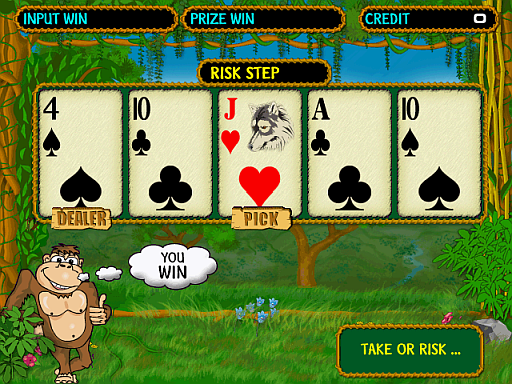 INPUT WIN
PRIZE WIN
CREDIT 0
RISK STEP
4 10 J A 10
DEALER
PICK
YOU
WIN
TAKE OR RISK ...